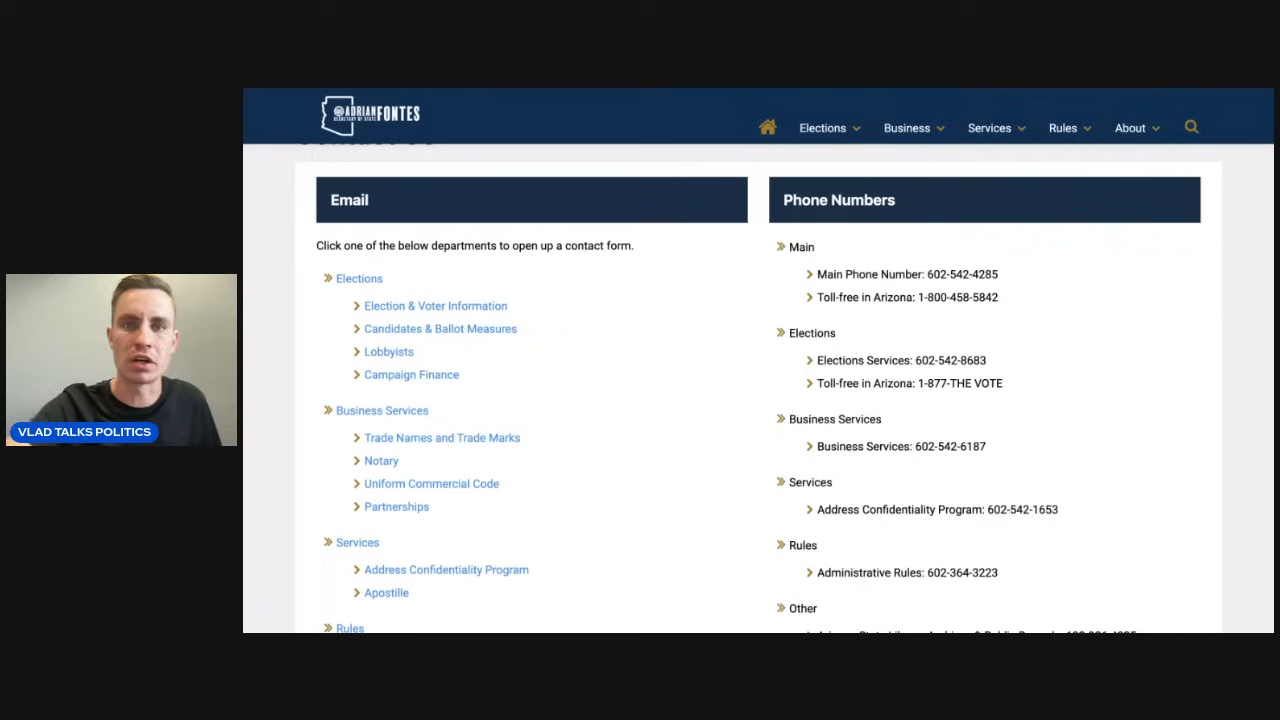 @ADRIANFONTES
SECRETARY OF STATE
Elections
Business
Services
Rules
About
Email
Click one of the below departments to open up a contact form.
Elections
Election & Voter Information
Candidates & Ballot Measures
Lobbyists
Campaign Finance
Business Services
Trade Names and Trade Marks
Notary
Uniform Commercial Code
Partnerships
Services
Address Confidentiality Program
Apostille
Rules
Phone Numbers
Main
Main Phone Number: 602-542-4285
Toll-free in Arizona: 1-800-458-5842
Elections
Elections Services: 602-542-8683
Toll-free in Arizona: 1-877-THE VOTE
Business Services
Business Services: 602-542-6187
Services
Address Confidentiality Program: 602-542-1653
Rules
Administrative Rules: 602-364-3223
Other
VLAD TALKS POLITICS